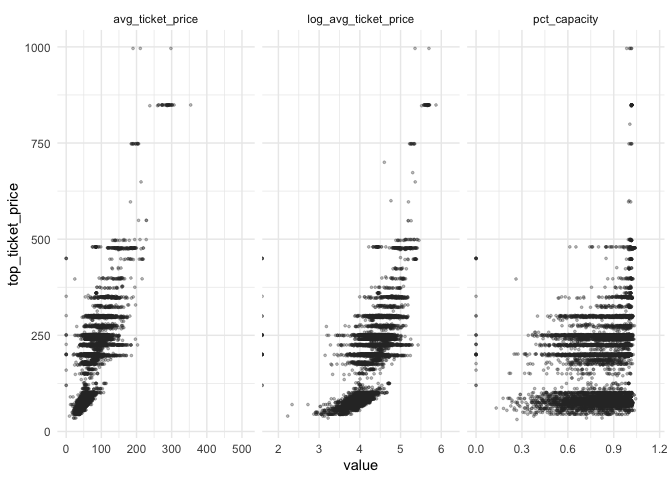 avg_ticket_price log_avg_ticket_price pct_capacity
1000
750
500
250
0
top_ticket_price
0 100 200 300 400 500 2 3 4 5 6 0.0 0.3 0.6 0.9 1.2
value